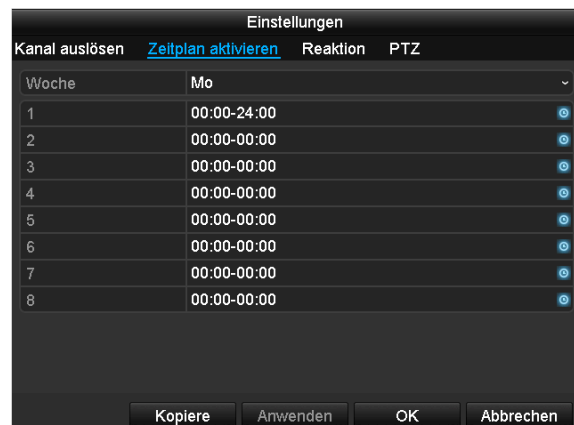 Einstellungen
Kanal auslösen Zeitplan aktivieren Reaktion PTZ
Woche Mo
1 00:00-24:00
2 00:00-00:00
3 00:00-00:00
4 00:00-00:00
5 00:00-00:00
6 00:00-00:00
7 00:00-00:00
8 00:00-00:00
Kopiere Anwenden OK Abbrechen